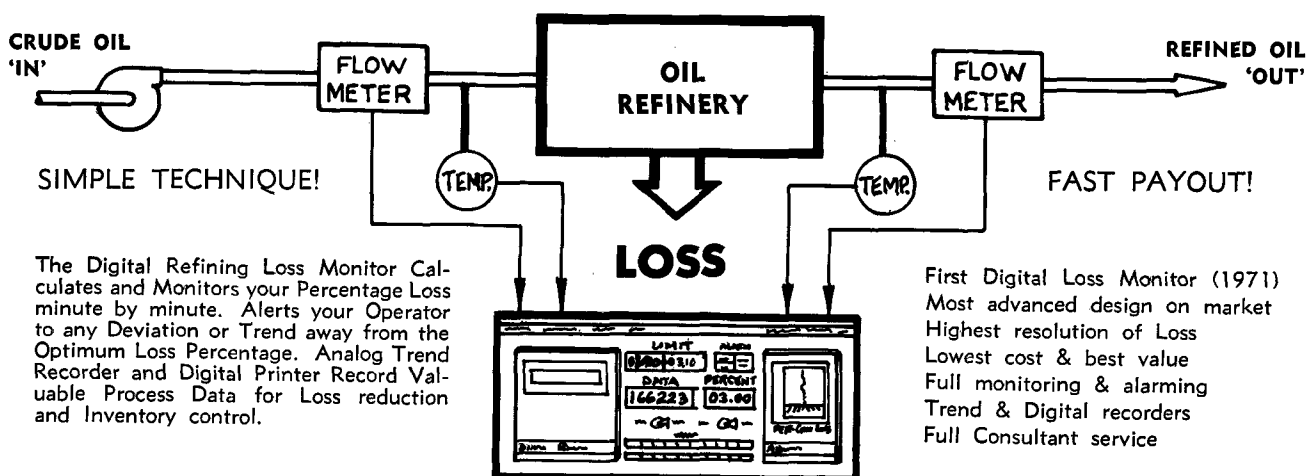 CRUDE OIL
'IN'
FLOW
METER
OIL
REFINERY
FLOW
METER
REFINED OIL
'OUT'
SIMPLE TECHNIQUE!
TEMP.
TEMP.
FAST PAYOUT!
LOSS
The Digital Refining Loss Monitor Cal-
culates and Monitors your Percentage Loss
minute by minute. Alerts your Operator
to any Deviation or Trend away from the
Optimum Loss Percentage. Analog Trend
Recorder and Digital Printer Record Val-
uable Process Data for Loss reduction
and Inventory control.
LIMIT
ALARM
03.10
DATA
PERCENT
166223
03.00
First Digital Loss Monitor (1971)
Most advanced design on market
Highest resolution of Loss
Lowest cost & best value
Full monitoring & alarming
Trend & Digital recorders
Full Consultant service